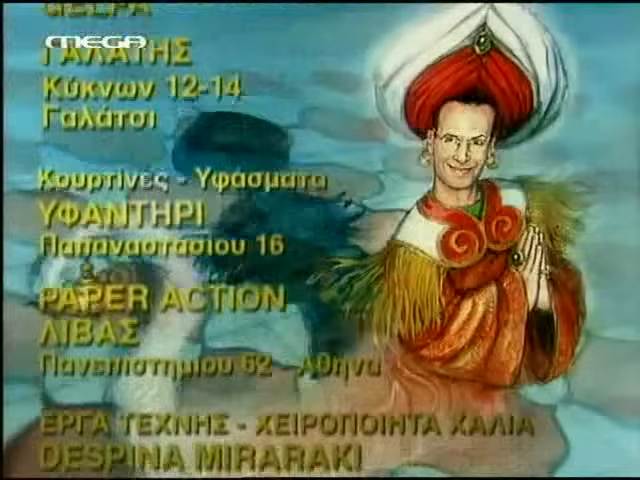 MEGA
ΓΑΛΑΤΗΣ
Κύκνων 12-14
Γαλάτσι
Κουρτίνες - Υφάσματα
ΥΦΑΝΤΗΡΙ
Παπαναστασίου 16
PAPER ACTION
ΛΙΒΑΣ
Πανεπιστημίου 62 - Αθήνα
ΕΡΓΑ ΤΕΧΝΗΣ - ΧΕΙΡΟΠΟΙΗΤΑ ΧΑΛΙΑ
DESPINA MIRARAKI